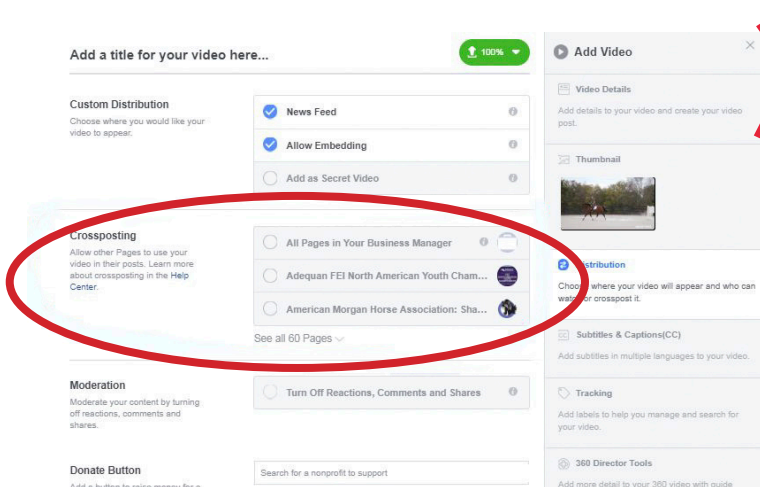 Add a title for your video here...
100%
Custom Distribution
Choose where you would like your
video to appear.
News Feed
Allow Embedding
Add as Secret Video
Crossposting
Allow other Pages to use your
video in their posts. Learn more
about crossposting in the Help
Center.
All Pages in Your Business Manager
Adequan FEI North American Youth Cham...
American Morgan Horse Association: Sha...
See all 60 Pages
Moderation
Moderate your content by turning
off reactions, comments and
shares.
Turn Off Reactions, Comments and Shares
Donate Button
Add a button to raise money for a
Search for a nonprofit to support
Add Video
Video Details
Add details to your video and create your video
post.
Thumbnail
stribution
where your video will appear and who can
or crosspost it.
Subtitles & Captions(CC)
Add subtitles in multiple languages to your video.
Tracking
Add labels to help you manage and search for
your video.
360 Director Tools
Add more detail to your 360 video with guide